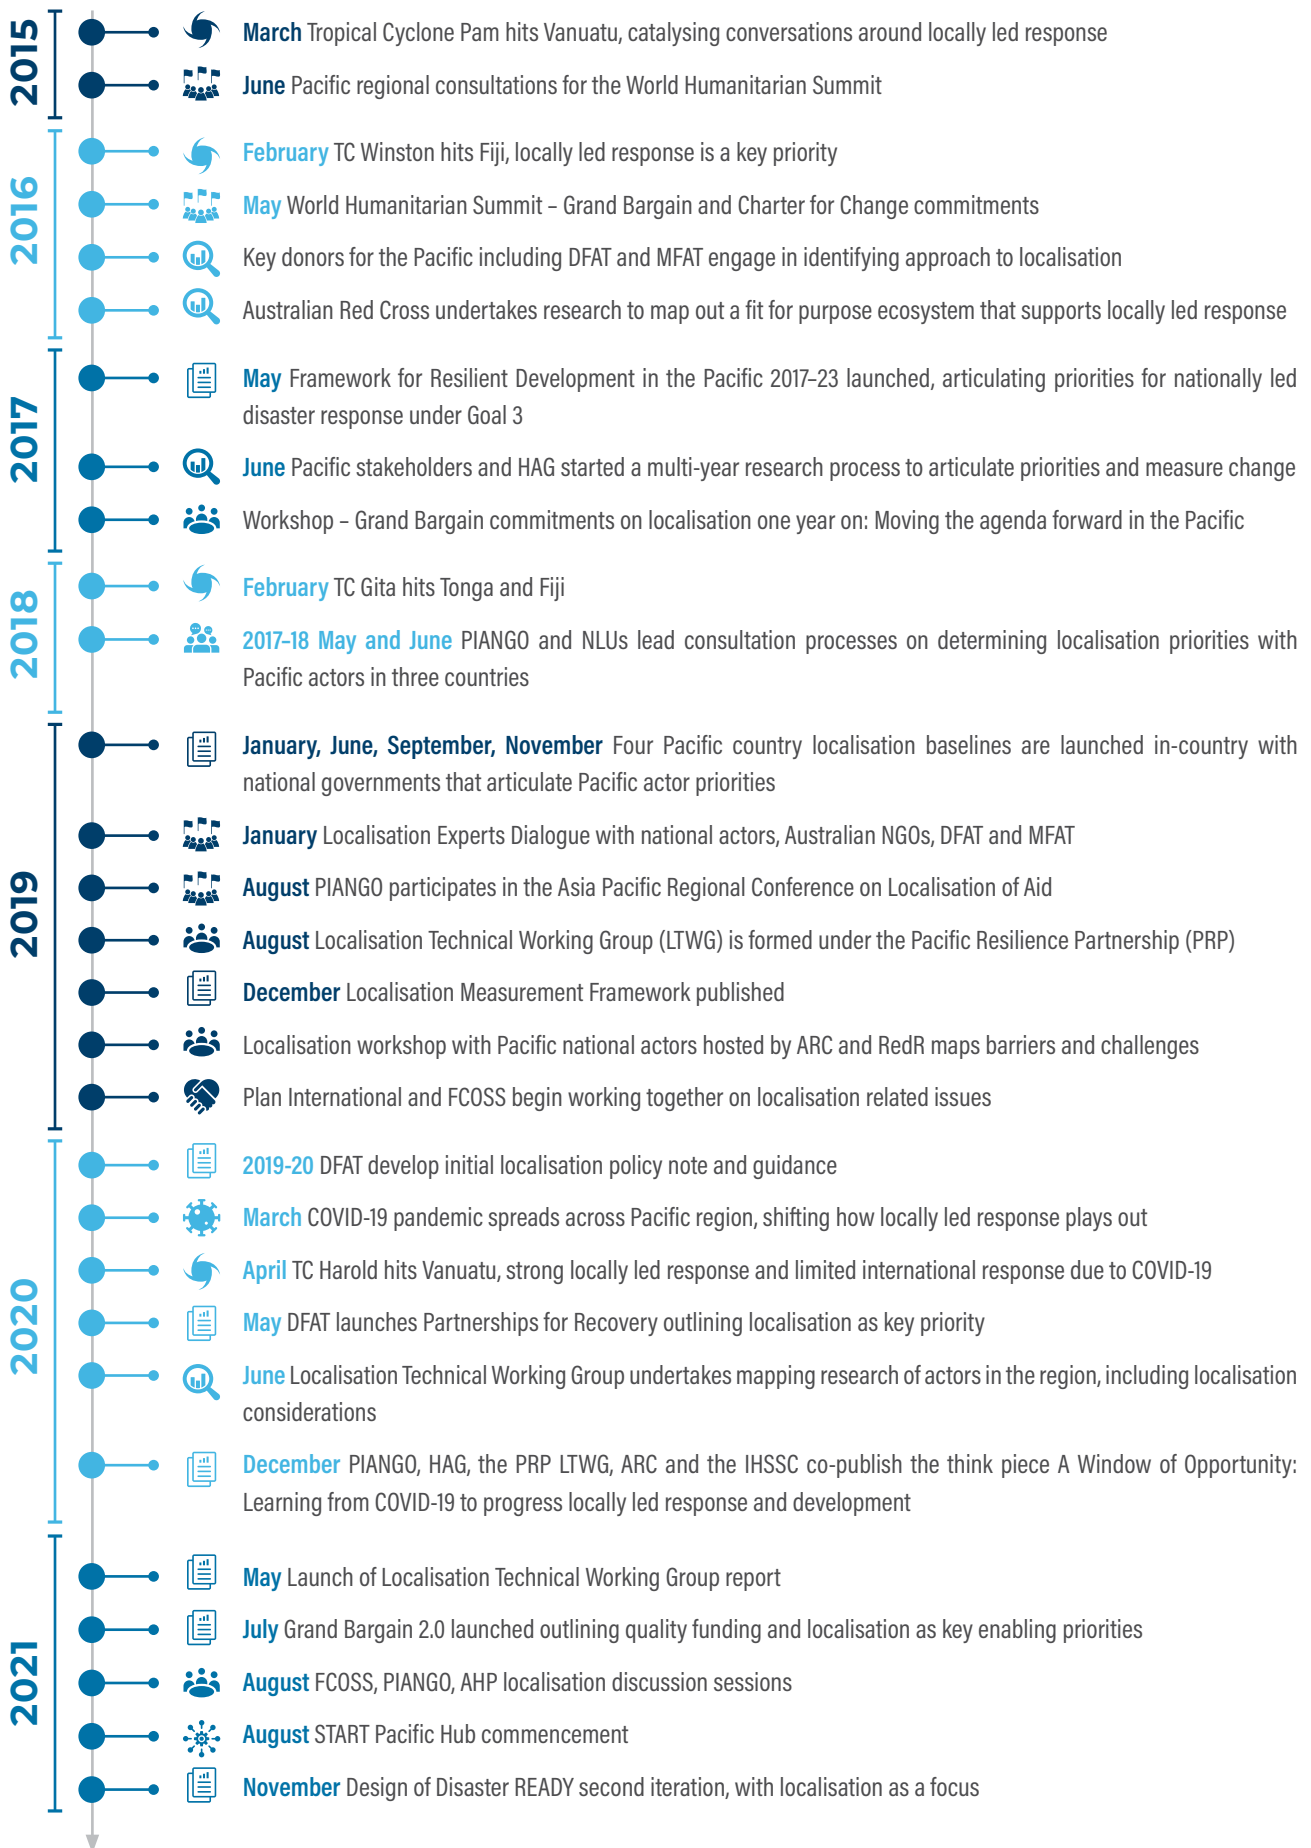 2015
March Tropical Cyclone Pam hits Vanuatu, catalysing conversations around locally led response
June Pacific regional consultations for the World Humanitarian Summit
2016
February TC Winston hits Fiji, locally led response is a key priority
May World Humanitarian Summit – Grand Bargain and Charter for Change commitments
Key donors for the Pacific including DFAT and MFAT engage in identifying approach to localisation
Australian Red Cross undertakes research to map out a fit for purpose ecosystem that supports locally led response
2017
May Framework for Resilient Development in the Pacific 2017–23 launched, articulating priorities for nationally led
disaster response under Goal 3
June Pacific stakeholders and HAG started a multi-year research process to articulate priorities and measure change
Workshop – Grand Bargain commitments on localisation one year on: Moving the agenda forward in the Pacific
2018
February TC Gita hits Tonga and Fiji
2017–18 May and June PIANGO and NLUs lead consultation processes on determining localisation priorities with
Pacific actors in three countries
2019
January, June, September, November Four Pacific country localisation baselines are launched in-country with
national governments that articulate Pacific actor priorities
January Localisation Experts Dialogue with national actors, Australian NGOs, DFAT and MFAT
August PIANGO participates in the Asia Pacific Regional Conference on Localisation of Aid
August Localisation Technical Working Group (LTWG) is formed under the Pacific Resilience Partnership (PRP)
December Localisation Measurement Framework published
Localisation workshop with Pacific national actors hosted by ARC and RedR maps barriers and challenges
Plan International and FCOSS begin working together on localisation related issues
2020
2019-20 DFAT develop initial localisation policy note and guidance
March COVID-19 pandemic spreads across Pacific region, shifting how locally led response plays out
April TC Harold hits Vanuatu, strong locally led response and limited international response due to COVID-19
May DFAT launches Partnerships for Recovery outlining localisation as key priority
June Localisation Technical Working Group undertakes mapping research of actors in the region, including localisation
considerations
December PIANGO, HAG, the PRP LTWG, ARC and the IHSSC co-publish the think piece A Window of Opportunity:
Learning from COVID-19 to progress locally led response and development
2021
May Launch of Localisation Technical Working Group report
July Grand Bargain 2.0 launched outlining quality funding and localisation as key enabling priorities
August FCOSS, PIANGO, AHP localisation discussion sessions
August START Pacific Hub commencement
November Design of Disaster READY second iteration, with localisation as a focus